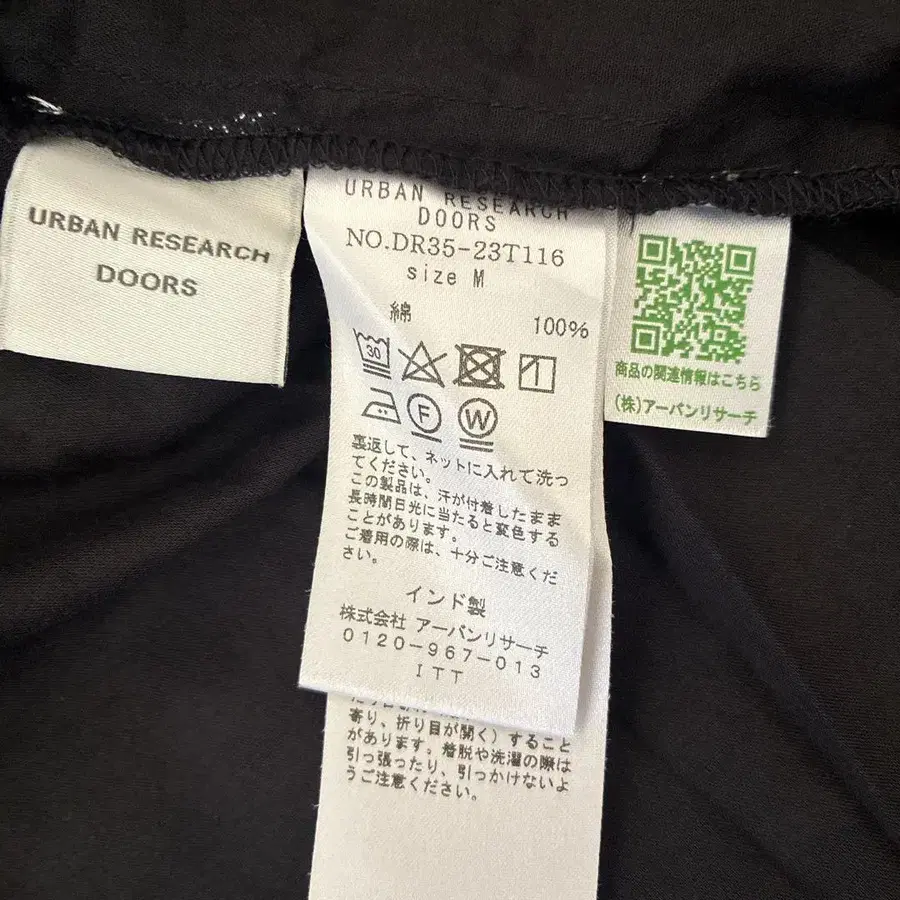 URBAN RESEARCH
DOORS
URBAN RESEARCH
DOORS
NO.DR35-23T116
size M
綿 100%
30
F
W
裏返して、ネットに入れて洗っ
てください。
この製品は、汗が付着したまま
長時間日光に当たると変色する
ことがあります。
ご着用の際は、十分ご注意くだ
さい。
インド製
株式会社 アーバンリサーチ
0120-967-013
ITT
寄り、折り目が開く)すること
があります。着脱や洗濯の際は
引っ張ったり、引っかけないよ
うご注意ください。
商品の関連情報はこちら
(株)アーバンリサーチ